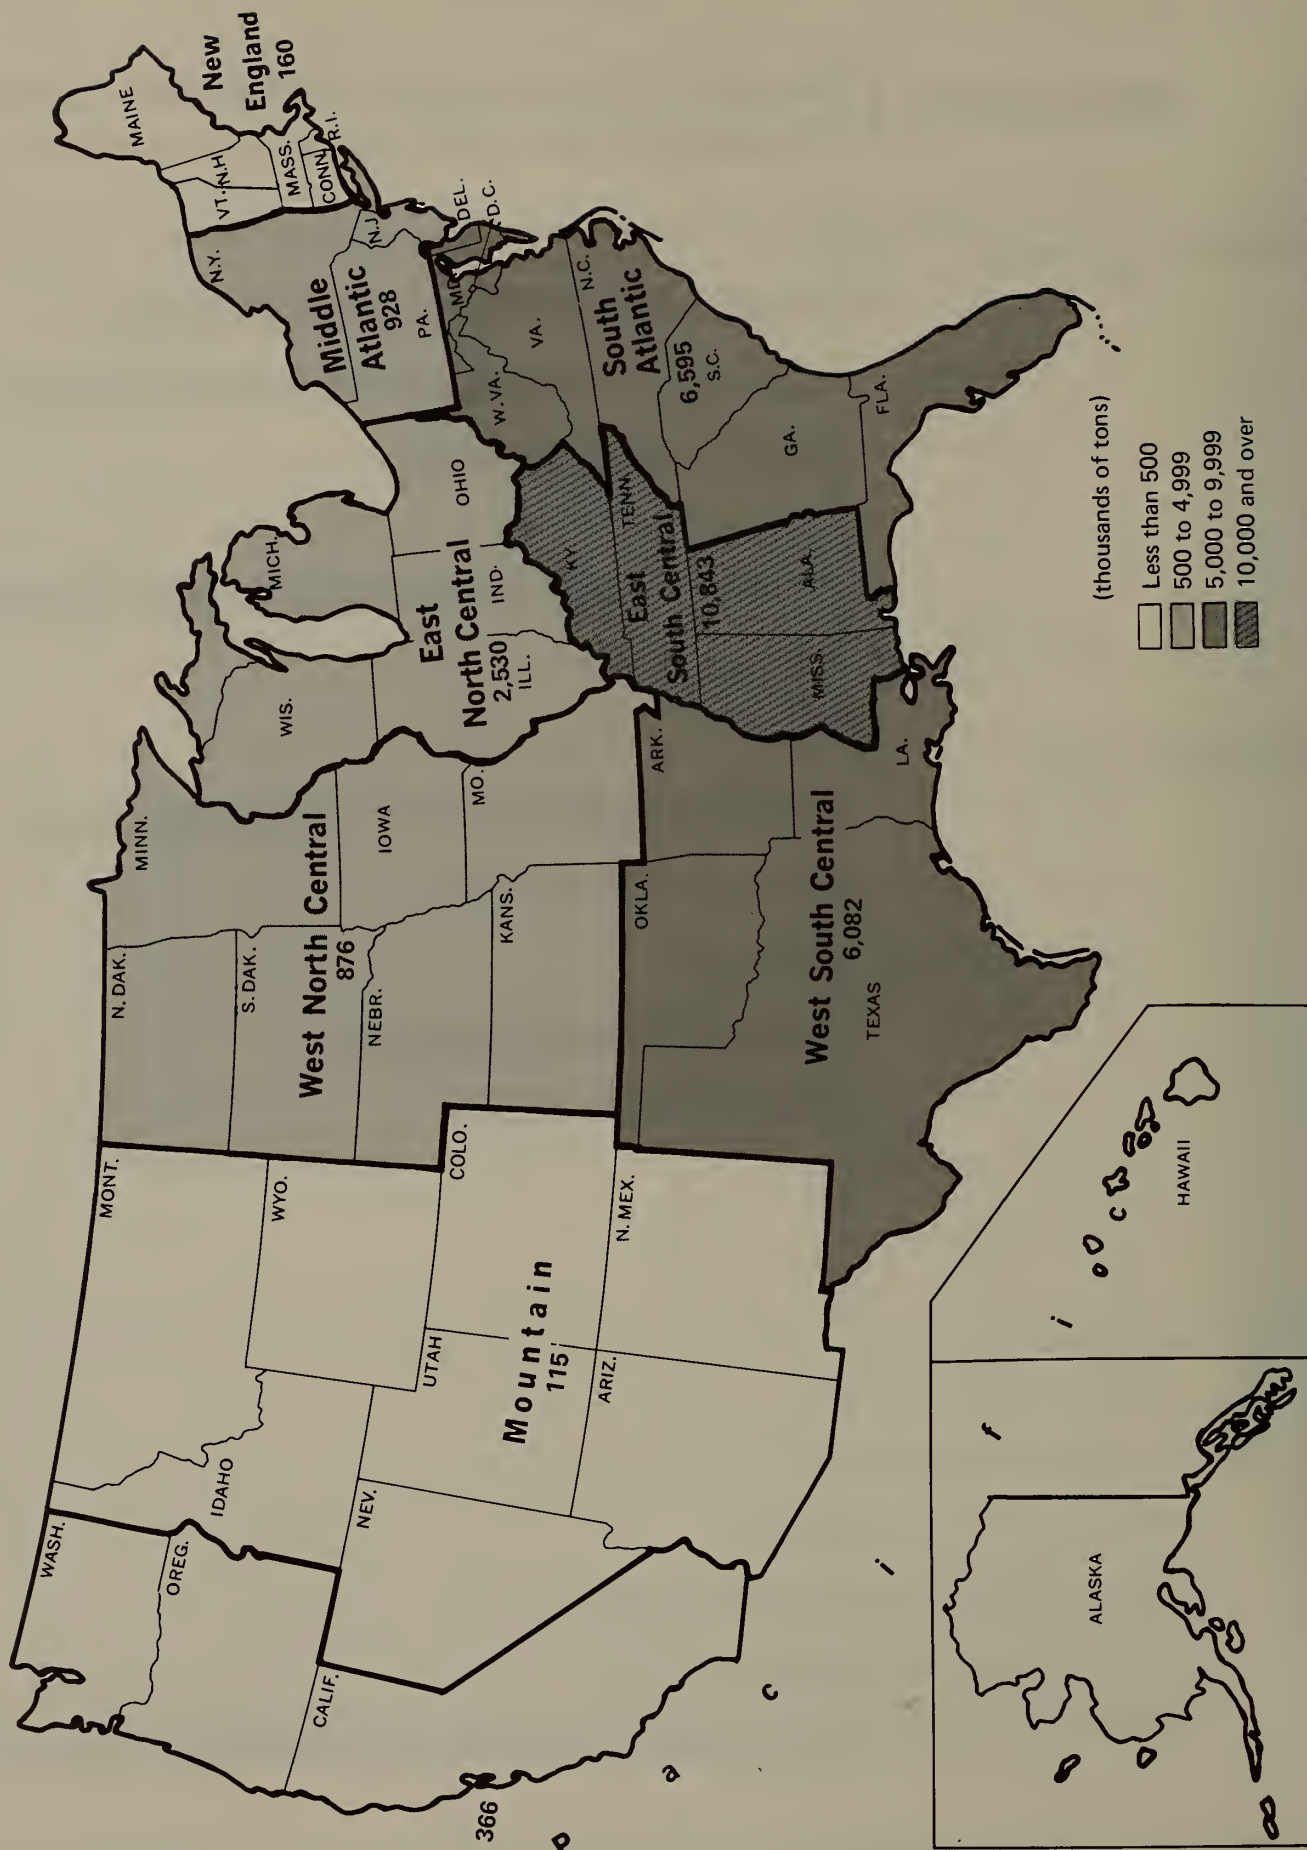 WASH.
OREG.
CALIF.
IDAHO
NEV.
MONT.
WYO.
UTAH
COLO.
ARIZ.
N. MEX.
Mountain
115
366
P
a
c
i
f
i
c
N. DAK.
S. DAK.
MINN.
West North Central
876
NEBR.
IOWA
KANS.
MO.
WIS.
MICH.
East
North Central
2,530
ILL.
IND.
OHIO
OKLA.
ARK.
West South Central
6,082
TEXAS
LA.
KY.
TENN.
East
South Central
10,843
MISS.
ALA.
N.Y.
Middle
Atlantic
928
PA.
N.J.
MAINE
VT.
N.H.
MASS.
CONN.
R.I.
New
England
160
DEL.
D.C.
MD.
W.VA.
VA.
N.C.
South
Atlantic
6,595
S.C.
GA.
FLA.
ALASKA
HAWAII
(thousands of tons)
Less than 500
500 to 4,999
5,000 to 9,999
10,000 and over